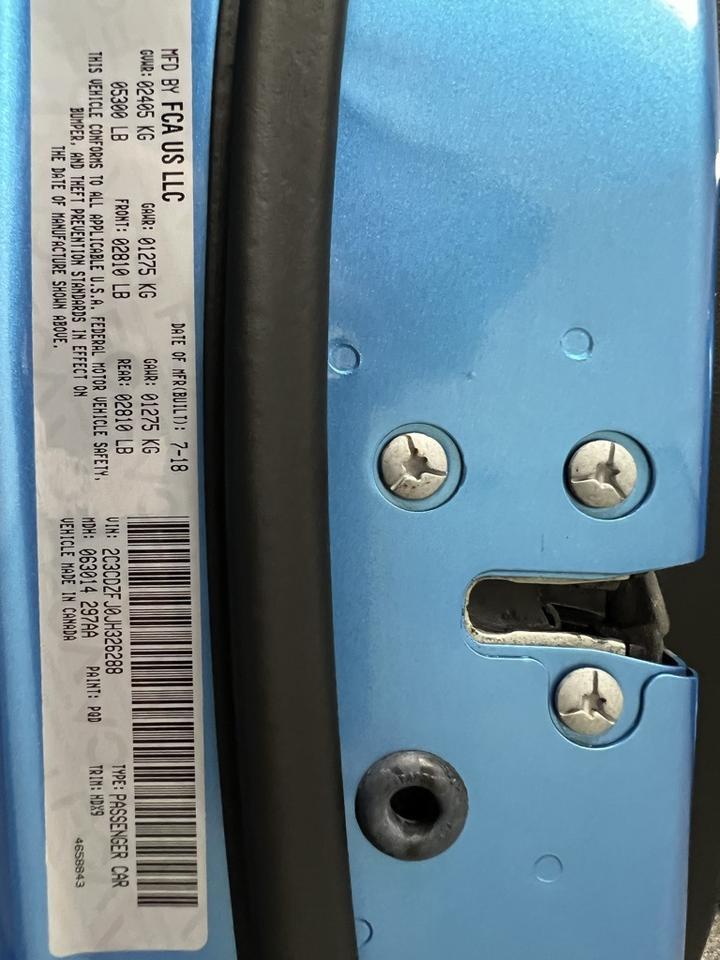 MFD BY FCA US LLC
DATE OF MFR(BUILT): 7-18
GVWR: 02405 KG GAWR: 01275 KG GAWR: 01275 KG
05300 LB FRONT: 02810 LB REAR: 02810 LB
THIS VEHICLE CONFORMS TO ALL APPLICABLE U.S.A. FEDERAL MOTOR VEHICLE SAFETY,
BUMPER, AND THEFT PREVENTION STANDARDS IN EFFECT ON
THE DATE OF MANUFACTURE SHOWN ABOVE.
VIN: 2C3CDZFJ0JH326288 TYPE: PASSENGER CAR
MDH: 063014 297AA PAINT: PQD TRIM: HDX9
VEHICLE MADE IN CANADA
4658843